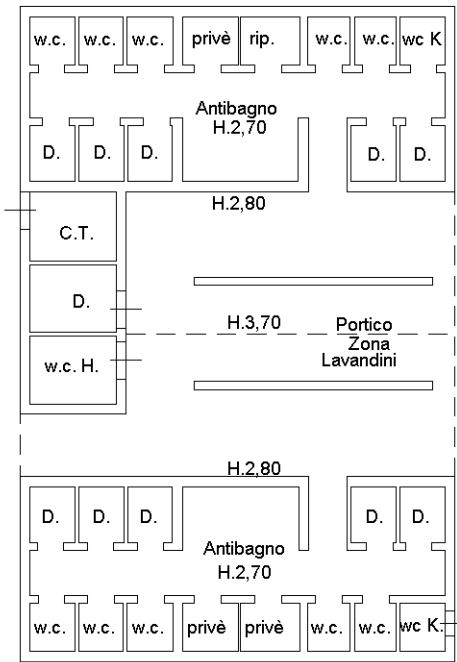 w.c. w.c. w.c. privè rip. w.c. w.c. wc K
Antibagno
H.2,70
D. D. D. D. D.
H.2,80
C.T.
D.
H.3,70 Portico
Zona
Lavandini
w.c. H.
H.2,80
D. D. D. D. D.
Antibagno
H.2,70
w.c. w.c. w.c. privè privè w.c. w.c. wc K.